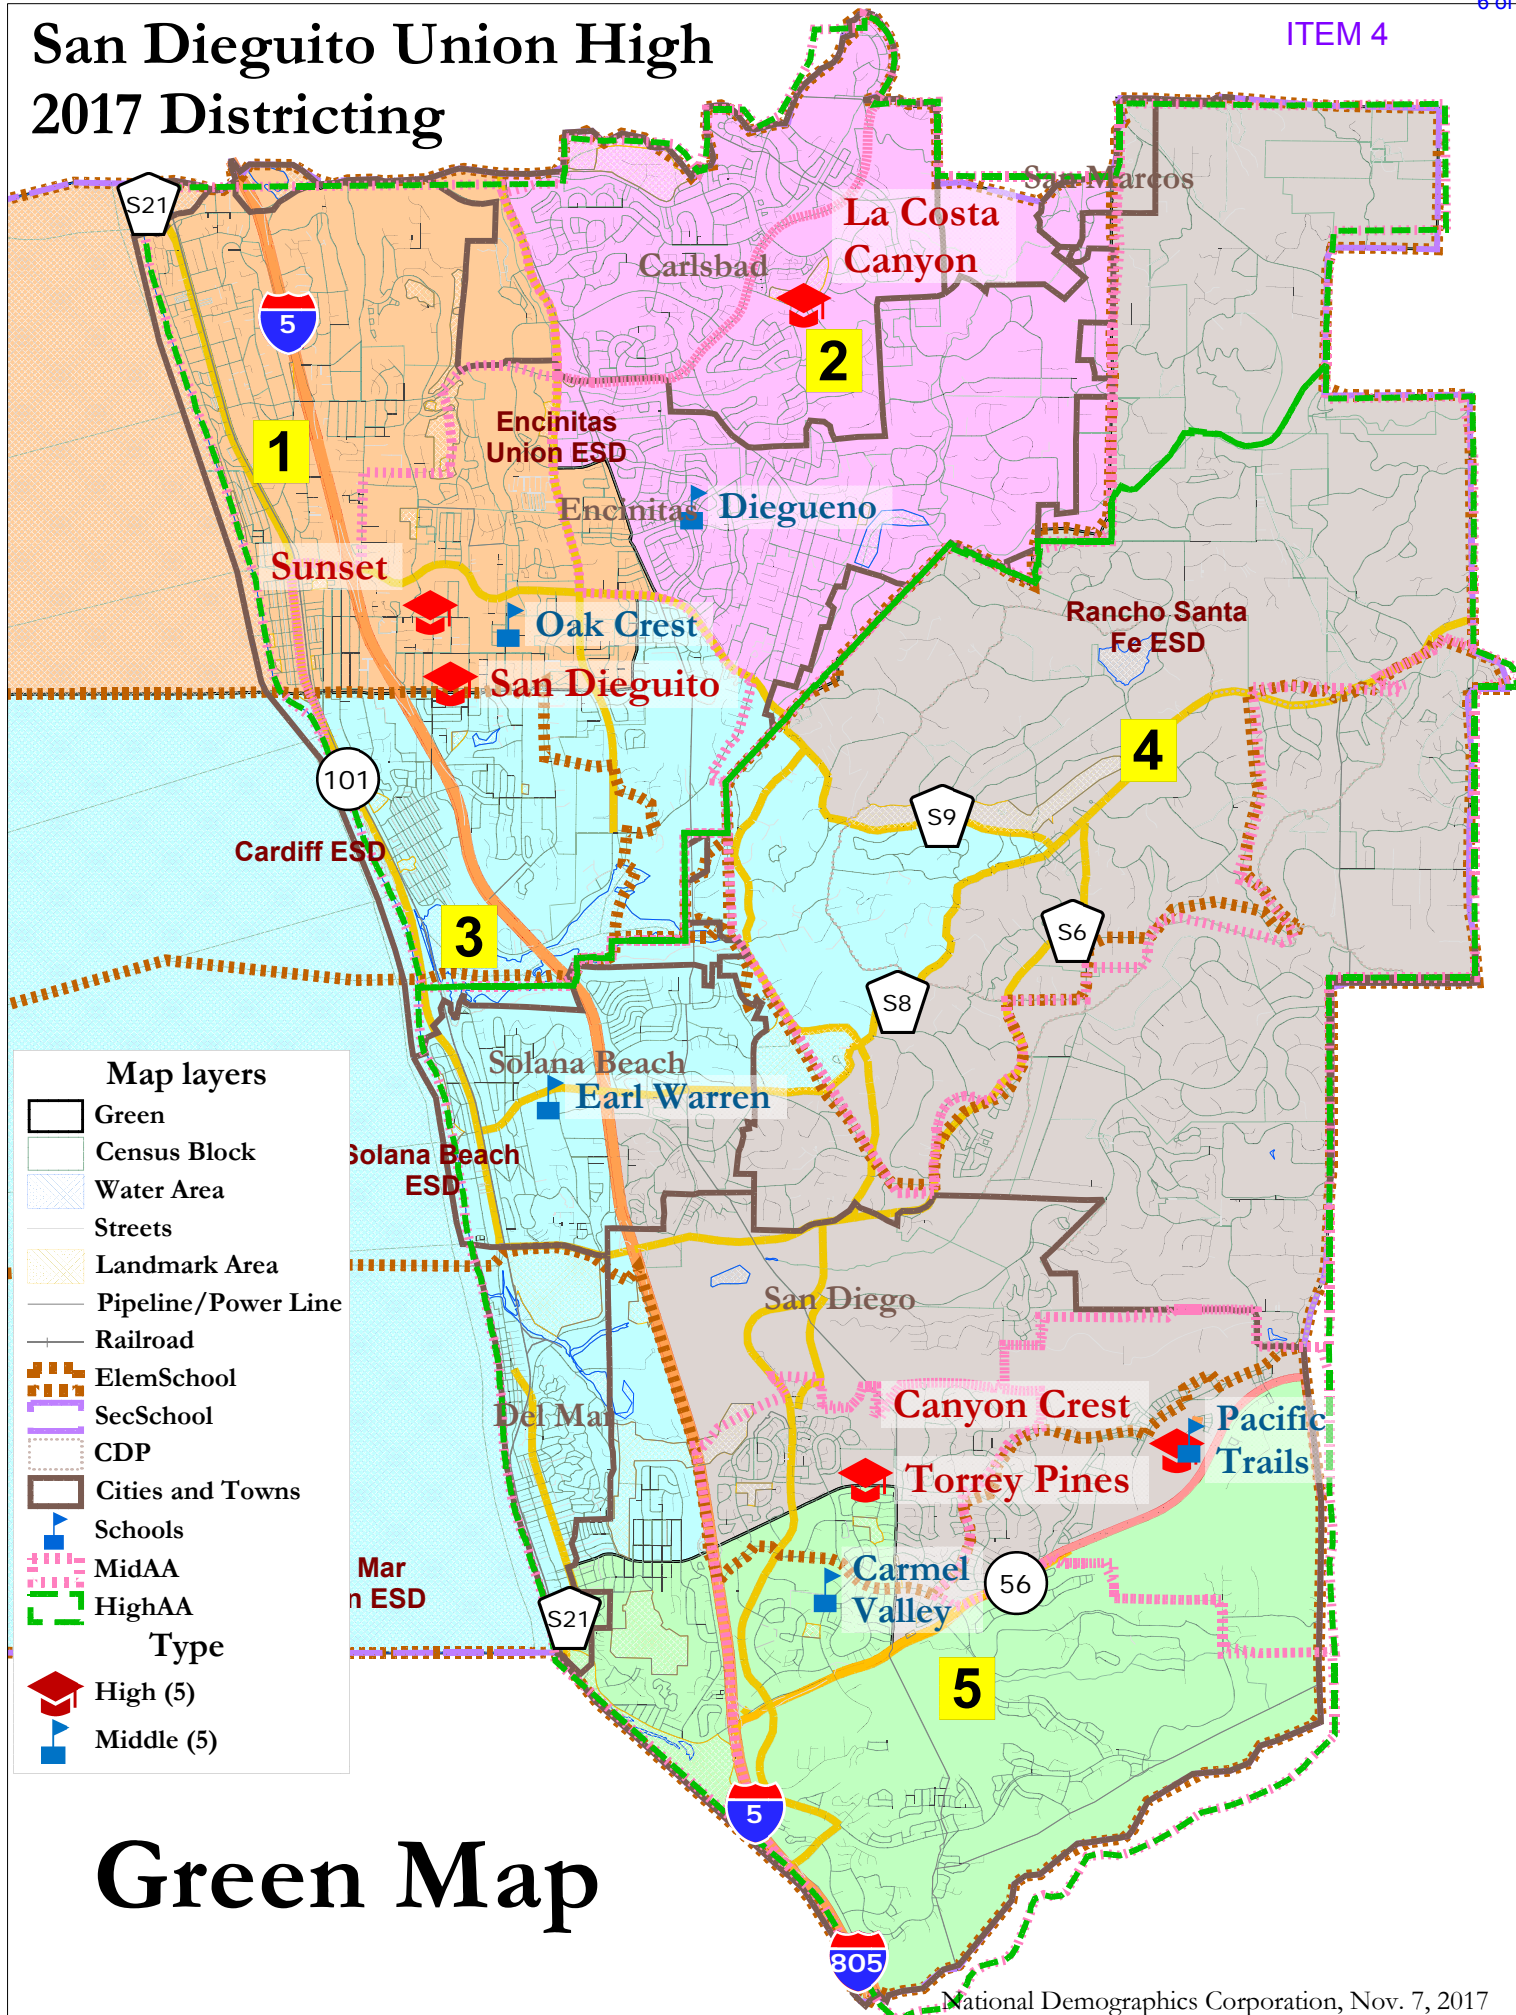 6 of
ITEM 4
San Dieguito Union High
2017 Districting
S21
San Marcos
La Costa
Canyon
Carlsbad
5
2
1
Encinitas
Union ESD
Encinitas
Diegueno
Sunset
Oak Crest
Rancho Santa
Fe ESD
San Dieguito
4
101
S9
Cardiff ESD
3
S6
S8
Solana Beach
Earl Warren
Solana Beach
ESD
San Diego
Del Mar
Canyon Crest
Pacific
Trails
Torrey Pines
Mar
n ESD
Carmel
Valley
56
S21
5
5
805
Map layers
Green
Census Block
Water Area
Streets
Landmark Area
Pipeline/Power Line
Railroad
ElemSchool
SecSchool
CDP
Cities and Towns
Schools
MidAA
HighAA
Type
High (5)
Middle (5)
Green Map
National Demographics Corporation, Nov. 7, 2017